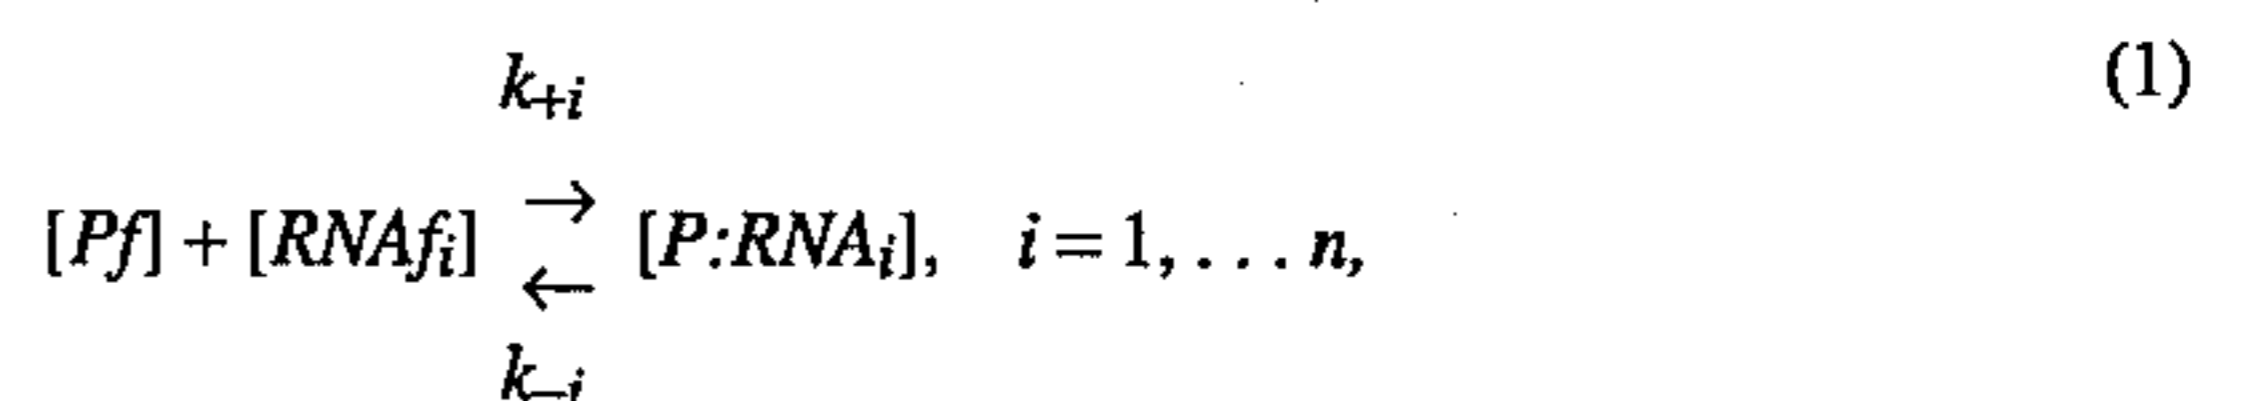 k+i (1)
→
[Pf] + [RNAfi] [P:RNAi], i = 1, . . . n,
←
k−i